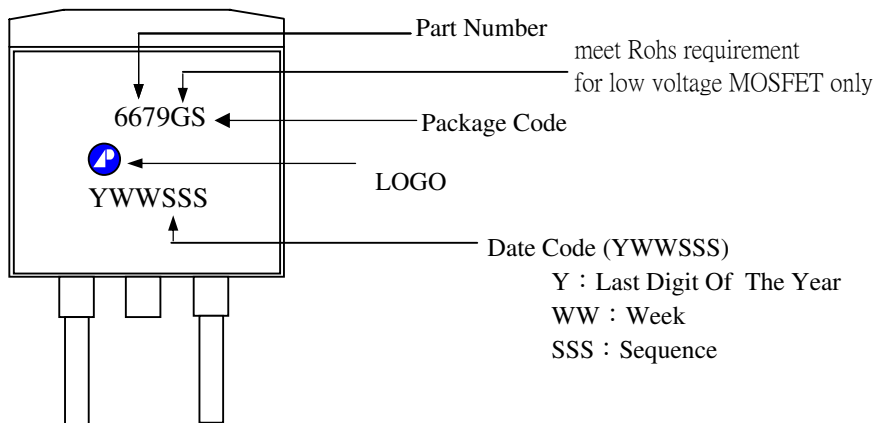 Part Number
meet Rohs requirement
for low voltage MOSFET only
6679GS
Package Code
LOGO
YWWSSS
Date Code (YWWSSS)
Y：Last Digit Of The Year
WW：Week
SSS：Sequence